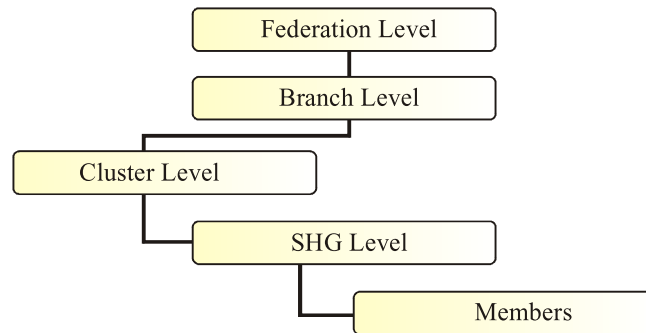 Federation Level
Branch Level
Cluster Level
SHG Level
Members